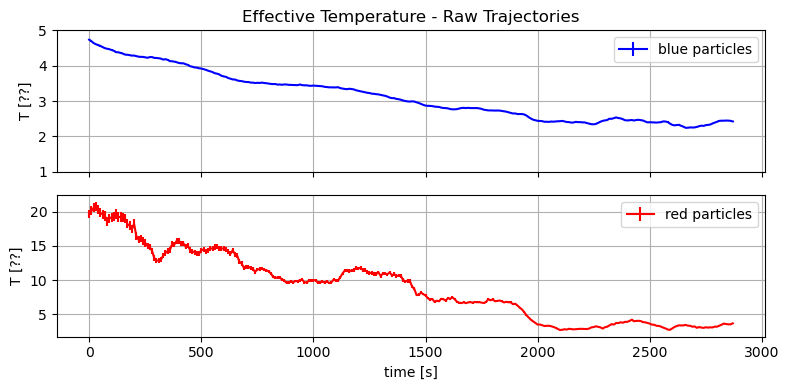 Effective Temperature - Raw Trajectories
5
4
3
2
1
T [??]
blue particles
20
15
10
5
T [??]
red particles
0
500
1000
1500
2000
2500
3000
time [s]